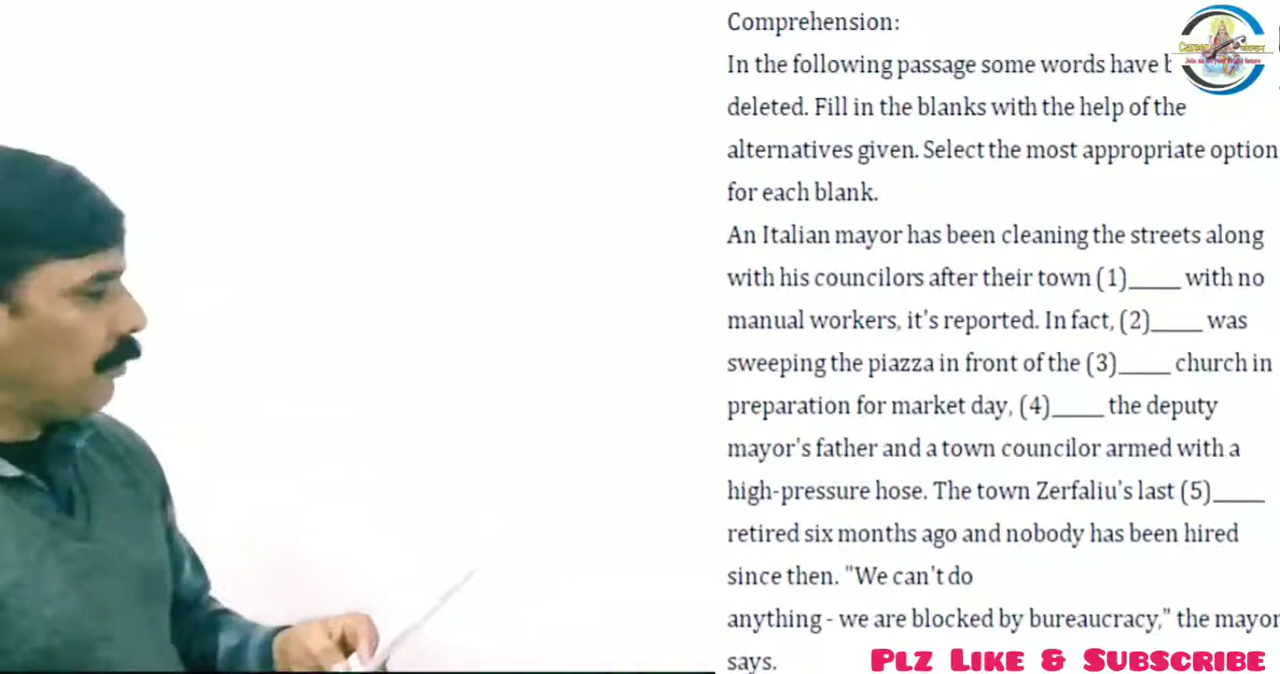 Comprehension:
In the following passage some words have b
deleted. Fill in the blanks with the help of the
alternatives given. Select the most appropriate option
for each blank.
An Italian mayor has been cleaning the streets along
with his councilors after their town (1)____ with no
manual workers, it's reported. In fact, (2)____ was
sweeping the piazza in front of the (3)____ church in
preparation for market day, (4)____ the deputy
mayor's father and a town councilor armed with a
high-pressure hose. The town Zerfaliu's last (5)____
retired six months ago and nobody has been hired
since then. "We can't do
anything - we are blocked by bureaucracy," the mayor
says.
Plz Like & Subscribe